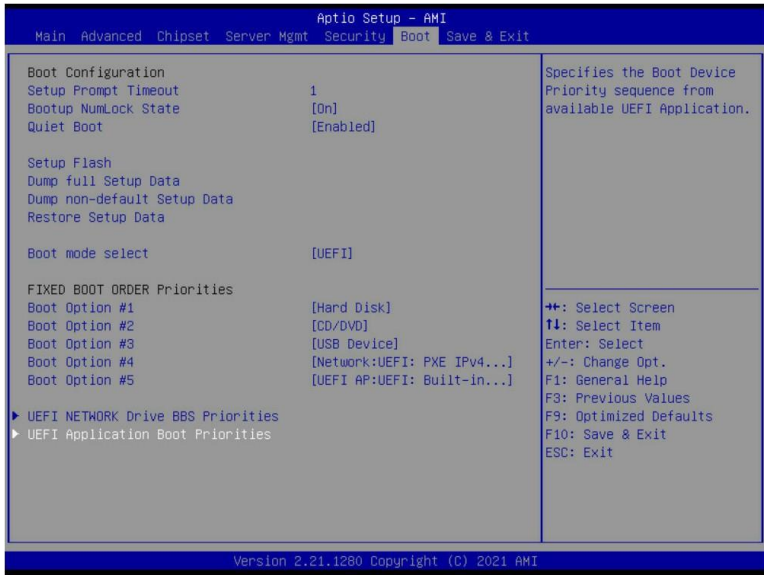 Aptio Setup – AMI
Main Advanced Chipset Server Mgmt Security Boot Save & Exit
Boot Configuration
Setup Prompt Timeout 1
Bootup NumLock State [On]
Quiet Boot [Enabled]
Setup Flash
Dump full Setup Data
Dump non-default Setup Data
Restore Setup Data
Boot mode select [UEFI]
FIXED BOOT ORDER Priorities
Boot Option #1 [Hard Disk]
Boot Option #2 [CD/DVD]
Boot Option #3 [USB Device]
Boot Option #4 [Network:UEFI: PXE IPv4...]
Boot Option #5 [UEFI AP:UEFI: Built-in...]
▶ UEFI NETWORK Drive BBS Priorities
▶ UEFI Application Boot Priorities
Specifies the Boot Device
Priority sequence from
available UEFI Application.
→←: Select Screen
↑↓: Select Item
Enter: Select
+/-: Change Opt.
F1: General Help
F3: Previous Values
F9: Optimized Defaults
F10: Save & Exit
ESC: Exit
Version 2.21.1280 Copyright (C) 2021 AMI